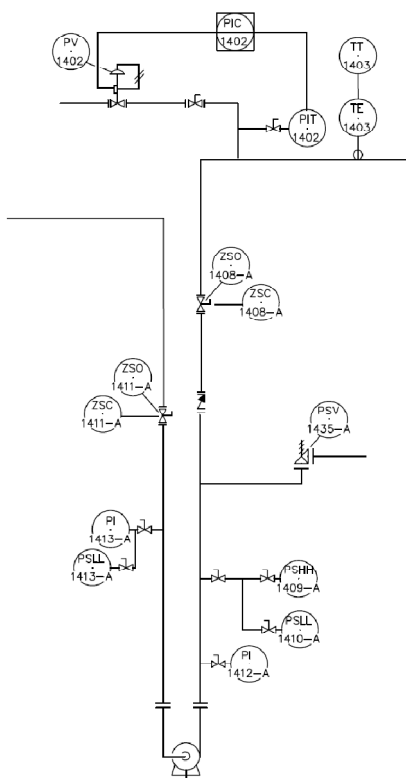 PV
1402
PIC
1402
TT
1403
TE
1403
PIT
1402
ZSO
1408-A
ZSC
1408-A
ZSO
1411-A
ZSC
1411-A
PSV
1435-A
PI
1413-A
PSLL
1413-A
PSHH
1409-A
PSLL
1410-A
PI
1412-A